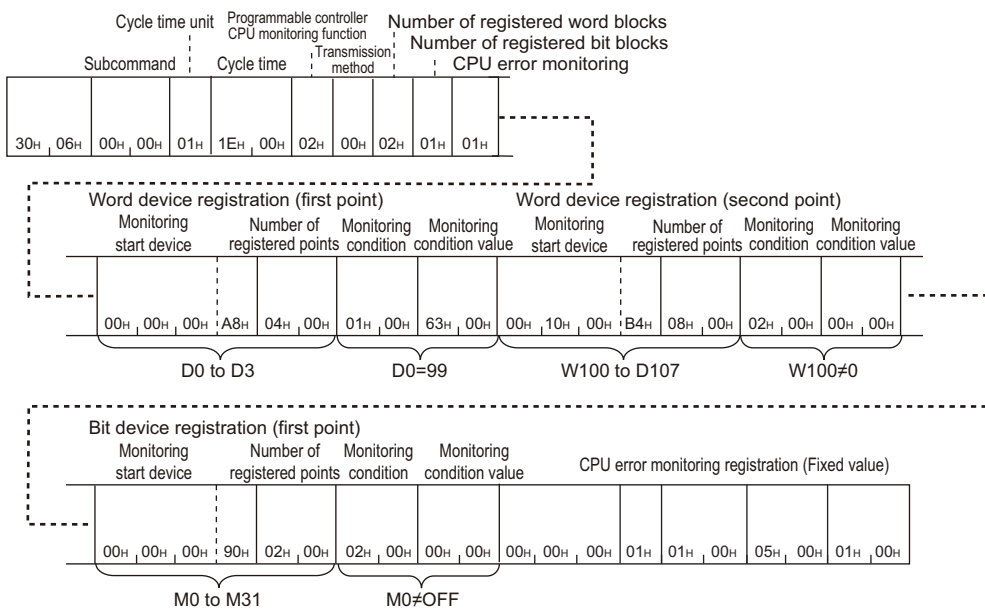 Cycle time unit
Programmable controller
CPU monitoring function
Number of registered word blocks
Number of registered bit blocks
Subcommand
Cycle time
Transmission
method
CPU error monitoring
30H 06H 00H 00H 01H 1EH 00H 02H 00H 02H 01H 01H
Word device registration (first point)
Word device registration (second point)
Monitoring
start device
Number of
registered points
Monitoring
condition
Monitoring
condition value
Monitoring
start device
Number of
registered points
Monitoring
condition
Monitoring
condition value
00H 00H 00H A8H 04H 00H 01H 00H 63H 00H 00H 10H 00H B4H 08H 00H 02H 00H 00H 00H
D0 to D3
D0=99
W100 to D107
W100≠0
Bit device registration (first point)
Monitoring
start device
Number of
registered points
Monitoring
condition
Monitoring
condition value
CPU error monitoring registration (Fixed value)
00H 00H 00H 90H 02H 00H 02H 00H 00H 00H 00H 00H 00H 01H 01H 00H 05H 00H 01H 00H
M0 to M31
M0≠OFF